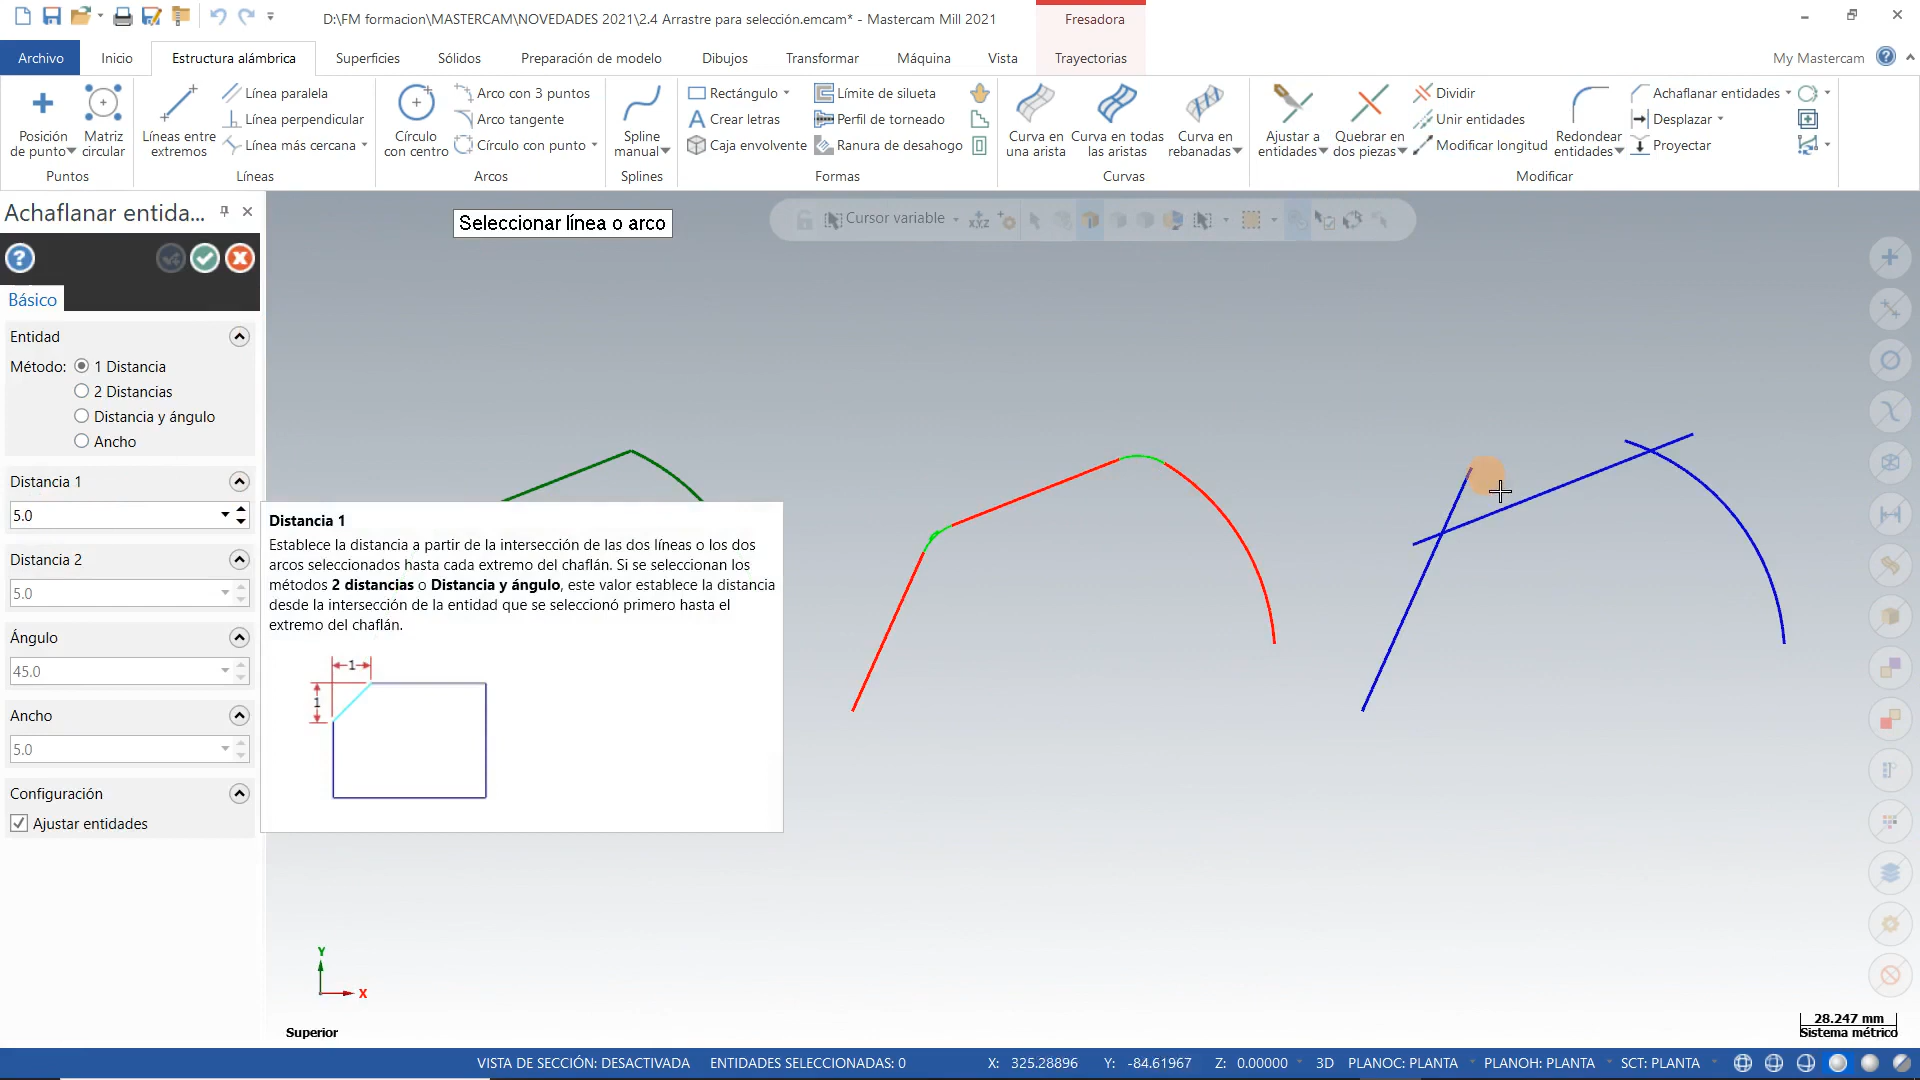 D:\FM formacion\MASTERCAM\NOVEDADES 2021\2.4 Arrastre para selección.emcam* - Mastercam Mill 2021
Fresadora
Archivo
Inicio
Estructura alámbrica
Superficies
Sólidos
Preparación de modelo
Dibujos
Transformar
Máquina
Vista
Trayectorias
My Mastercam
Posición de punto
Matriz circular
Puntos
Líneas entre extremos
Línea paralela
Línea perpendicular
Línea más cercana
Líneas
Círculo con centro
Arco con 3 puntos
Arco tangente
Círculo con punto
Arcos
Spline manual
Splines
Rectángulo
Crear letras
Caja envolvente
Límite de silueta
Perfil de torneado
Ranura de desahogo
Formas
Curva en una arista
Curva en todas las aristas
Curva en rebanadas
Curvas
Ajustar a entidades
Quebrar en dos piezas
Dividir
Unir entidades
Modificar longitud
Redondear entidades
Achaflanar entidades
Desplazar
Proyectar
Modificar
Achaflanar entida...
Seleccionar línea o arco
Cursor variable
Básico
Entidad
Método:
1 Distancia
2 Distancias
Distancia y ángulo
Ancho
Distancia 1
5.0
Distancia 2
5.0
Ángulo
45.0
Ancho
5.0
Configuración
Ajustar entidades
Distancia 1
Establece la distancia a partir de la intersección de las dos líneas o los dos
arcos seleccionados hasta cada extremo del chaflán. Si se seleccionan los
métodos 2 distancias o Distancia y ángulo, este valor establece la distancia
desde la intersección de la entidad que se seleccionó primero hasta el
extremo del chaflán.
1
1
Y
X
Superior
28.247 mm
Sistema métrico
VISTA DE SECCIÓN: DESACTIVADA
ENTIDADES SELECCIONADAS: 0
X: 325.28896
Y: -84.61967
Z: 0.00000
3D
PLANOC: PLANTA
PLANOH: PLANTA
SCT: PLANTA